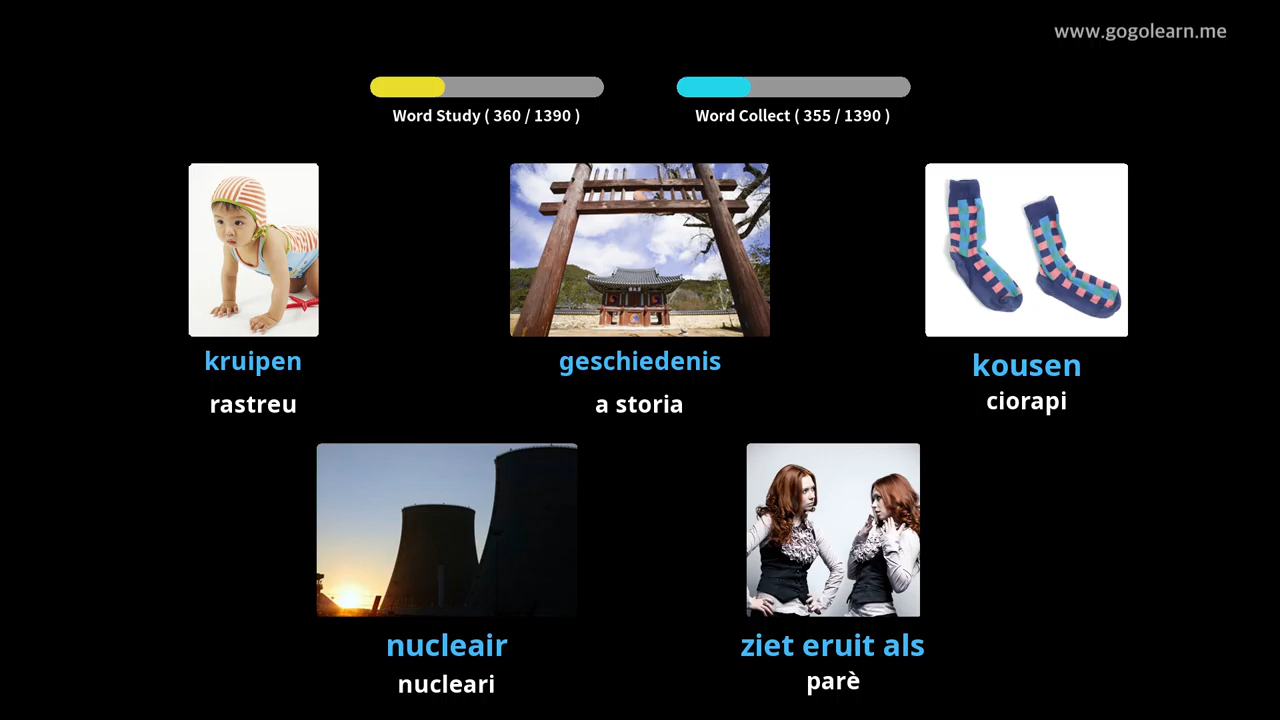 www.gogolearn.me
Word Study ( 360 / 1390 )
Word Collect ( 355 / 1390 )
kruipen
rastreu
geschiedenis
a storia
kousen
ciorapi
nucleair
nucleari
ziet eruit als
parè